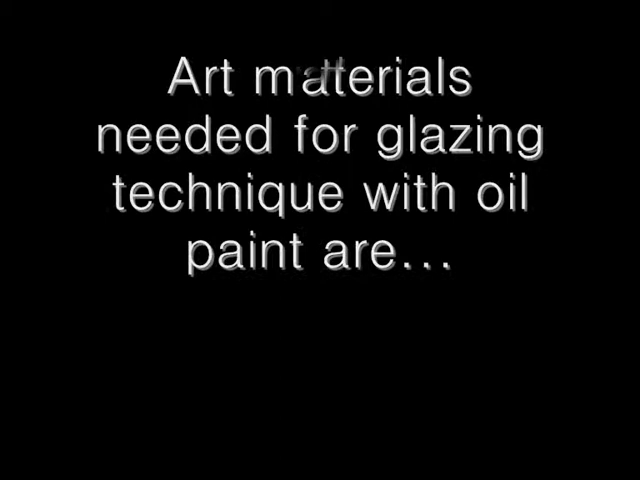 Art materials
needed for glazing
technique with oil
paint are...